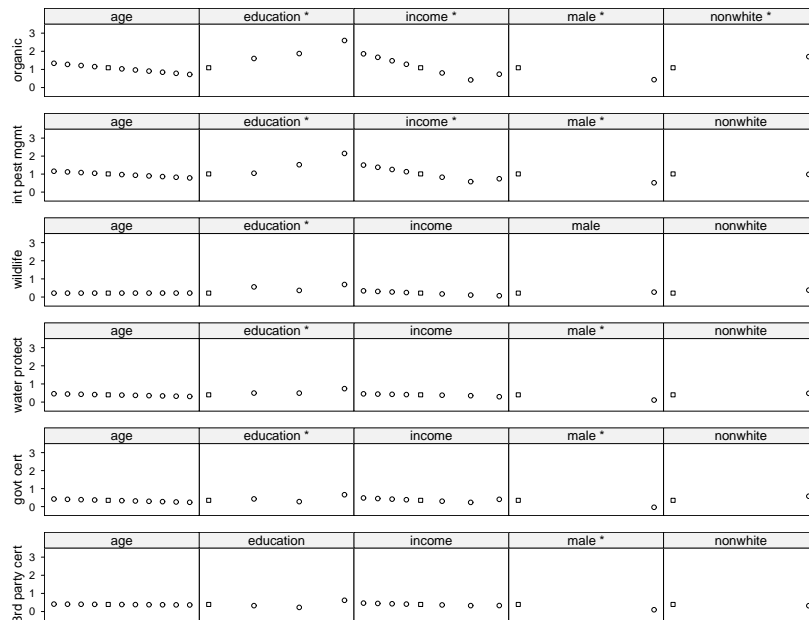 age education * income * male * nonwhite *
organic
3
2
1
0
age education * income * male * nonwhite
int pest mgmt
3
2
1
0
age education * income male nonwhite
wildlife
3
2
1
0
age education * income male * nonwhite
water protect
3
2
1
0
age education * income male * nonwhite
govt cert
3
2
1
0
age education income male * nonwhite
3rd party cert
3
2
1
0